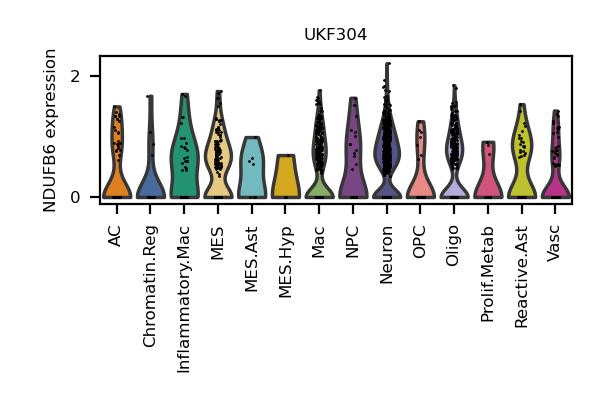 UKF304
NDUFB6 expression
2
0
AC
Chromatin.Reg
Inflammatory.Mac
MES
MES.Ast
MES.Hyp
Mac
NPC
Neuron
OPC
Oligo
Prolif.Metab
Reactive.Ast
Vasc